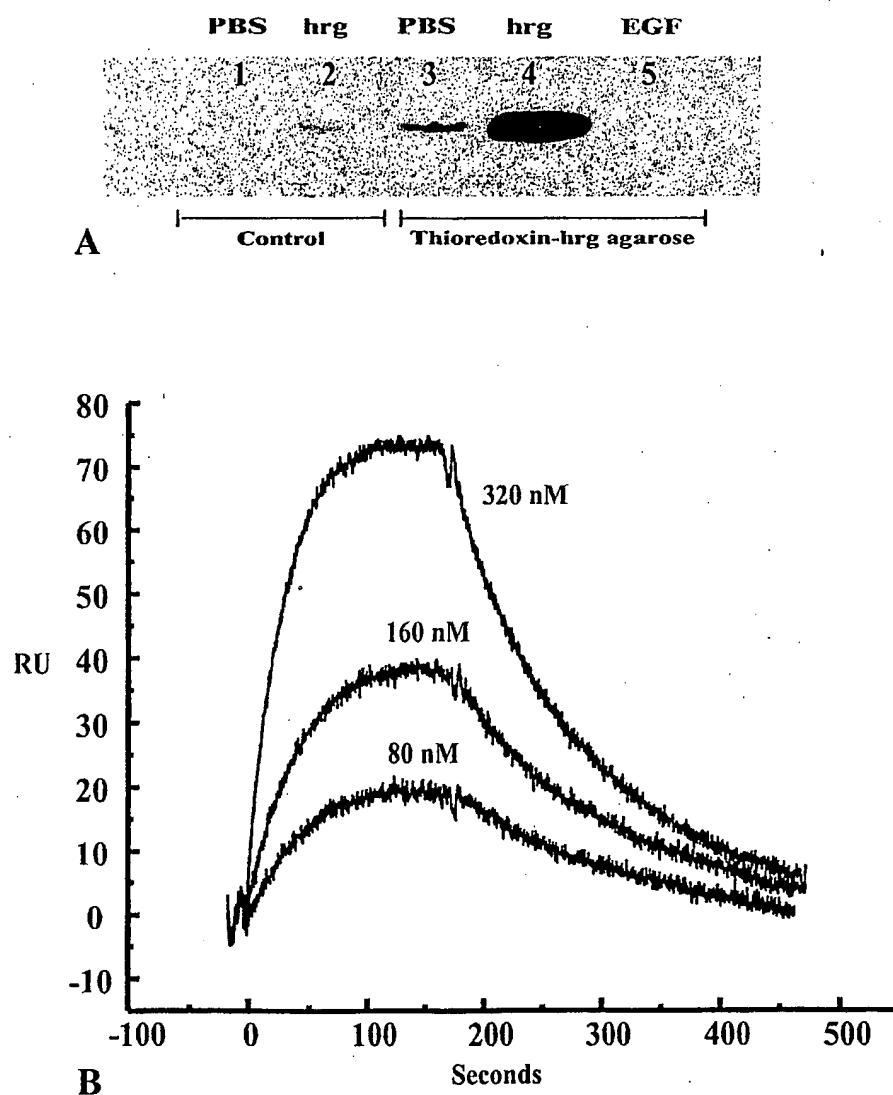 PBS hrg PBS hrg EGF
1 2 3 4 5
Control Thioredoxin-hrg agarose
A
80
70
320 nM
60
50
160 nM
RU 40
30
80 nM
20
10
0
-10
-100 0 100 200 300 400 500
Seconds
B